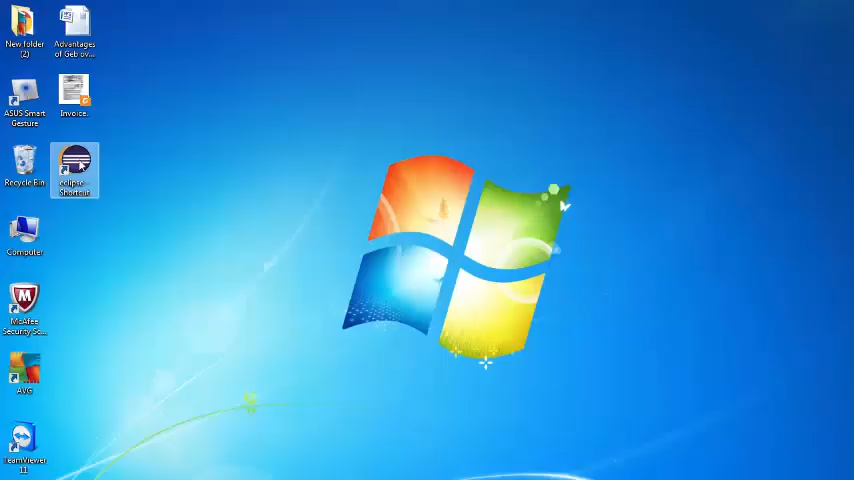 New folder
(2)
Advantages
of Geb ov...
ASUS Smart
Gesture
Invoice.
Recycle Bin
eclipse -
Shortcut
Computer
McAfee
Security Sc...
AVG
TeamViewer
11